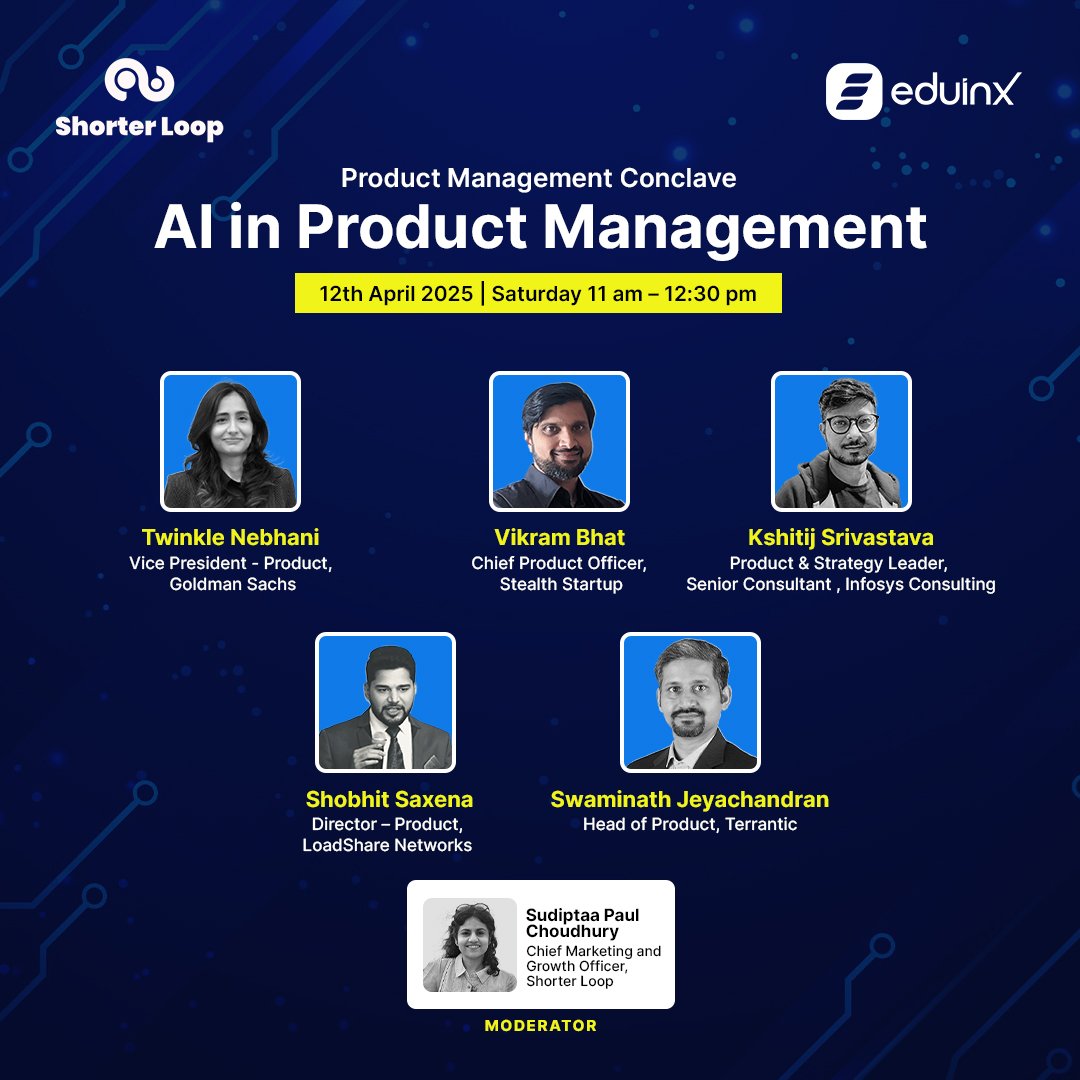 Shorter Loop
eduinx
Product Management Conclave
AI in Product Management
12th April 2025 | Saturday 11 am – 12:30 pm
Twinkle Nebhani
Vice President - Product,
Goldman Sachs
Vikram Bhat
Chief Product Officer,
Stealth Startup
Kshitij Srivastava
Product & Strategy Leader,
Senior Consultant , Infosys Consulting
Shobhit Saxena
Director – Product,
LoadShare Networks
Swaminath Jeyachandran
Head of Product, Terrantic
Sudiptaa Paul
Choudhury
Chief Marketing and
Growth Officer,
Shorter Loop
MODERATOR